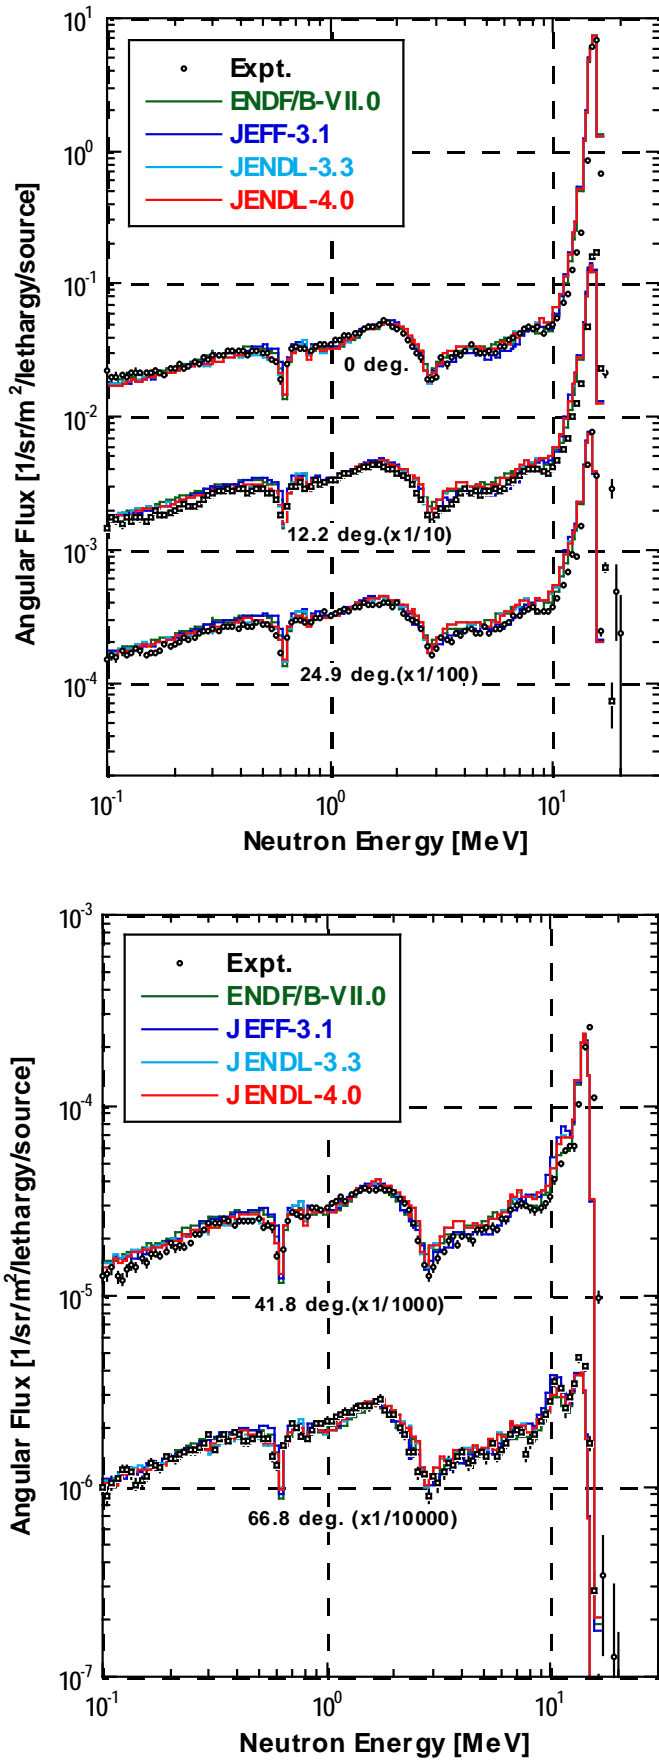 10^1
Expt.
ENDF/B-VII.0
JEFF-3.1
JENDL-3.3
JENDL-4.0
10^0
10^-1
0 deg.
10^-2
12.2 deg.(x1/10)
10^-3
24.9 deg.(x1/100)
10^-4
Angular Flux [1/sr/m^2/lethargy/source]
10^-1
10^0
10^1
Neutron Energy [MeV]
10^-3
Expt.
ENDF/B-VII.0
JEFF-3.1
JENDL-3.3
JENDL-4.0
10^-4
10^-5
41.8 deg.(x1/1000)
10^-6
66.8 deg. (x1/10000)
10^-7
Angular Flux [1/sr/m^2/lethargy/source]
10^-1
10^0
10^1
Neutron Energy [MeV]